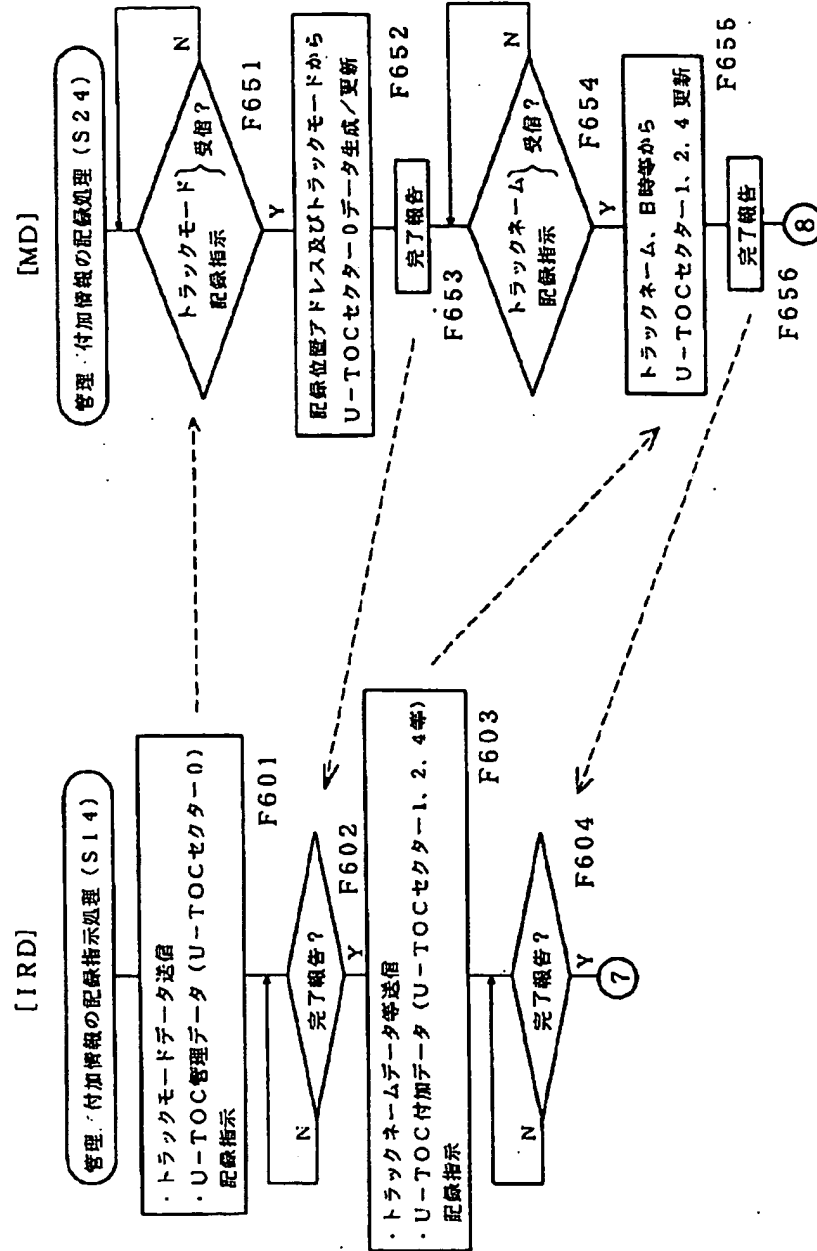 [IRD]
管理・付加情報の記録指示処理(S14)
・トラックモードデータ送信
・U-TOC管理データ(U-TOCセクター0)
記録指示
F601
完了報告?
F602
N
Y
・トラックネームデータ等送信
・U-TOC付加データ(U-TOCセクター1、2、4等)
記録指示
F603
完了報告?
F604
N
Y
7
[MD]
管理・付加情報の記録処理(S24)
トラックモード
記録指示
} 受信?
N
F651
Y
記録位置アドレス及びトラックモードから
U-TOCセクター0データ生成/更新
F652
完了報告
F653
トラックネーム
記録指示
} 受信?
N
F654
Y
トラックネーム、日時等から
U-TOCセクター1、2、4更新
F655
完了報告
F656
8